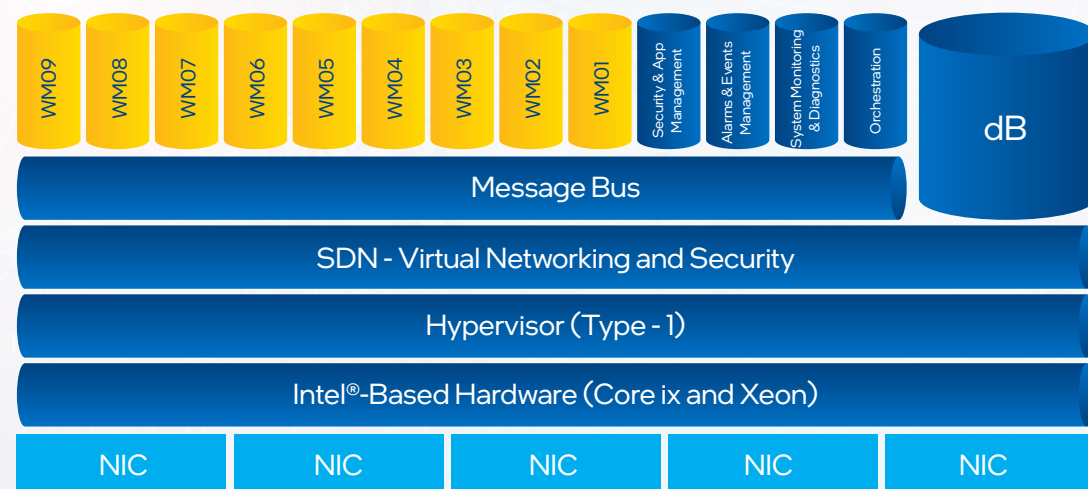 WM09
WM08
WM07
WM06
WM05
WM04
WM03
WM02
WM01
Security & App
Management
Alarms & Events
Management
System Monitoring
& Diagnostics
Orchestration
dB
Message Bus
SDN - Virtual Networking and Security
Hypervisor (Type - 1)
Intel®-Based Hardware (Core ix and Xeon)
NIC
NIC
NIC
NIC
NIC